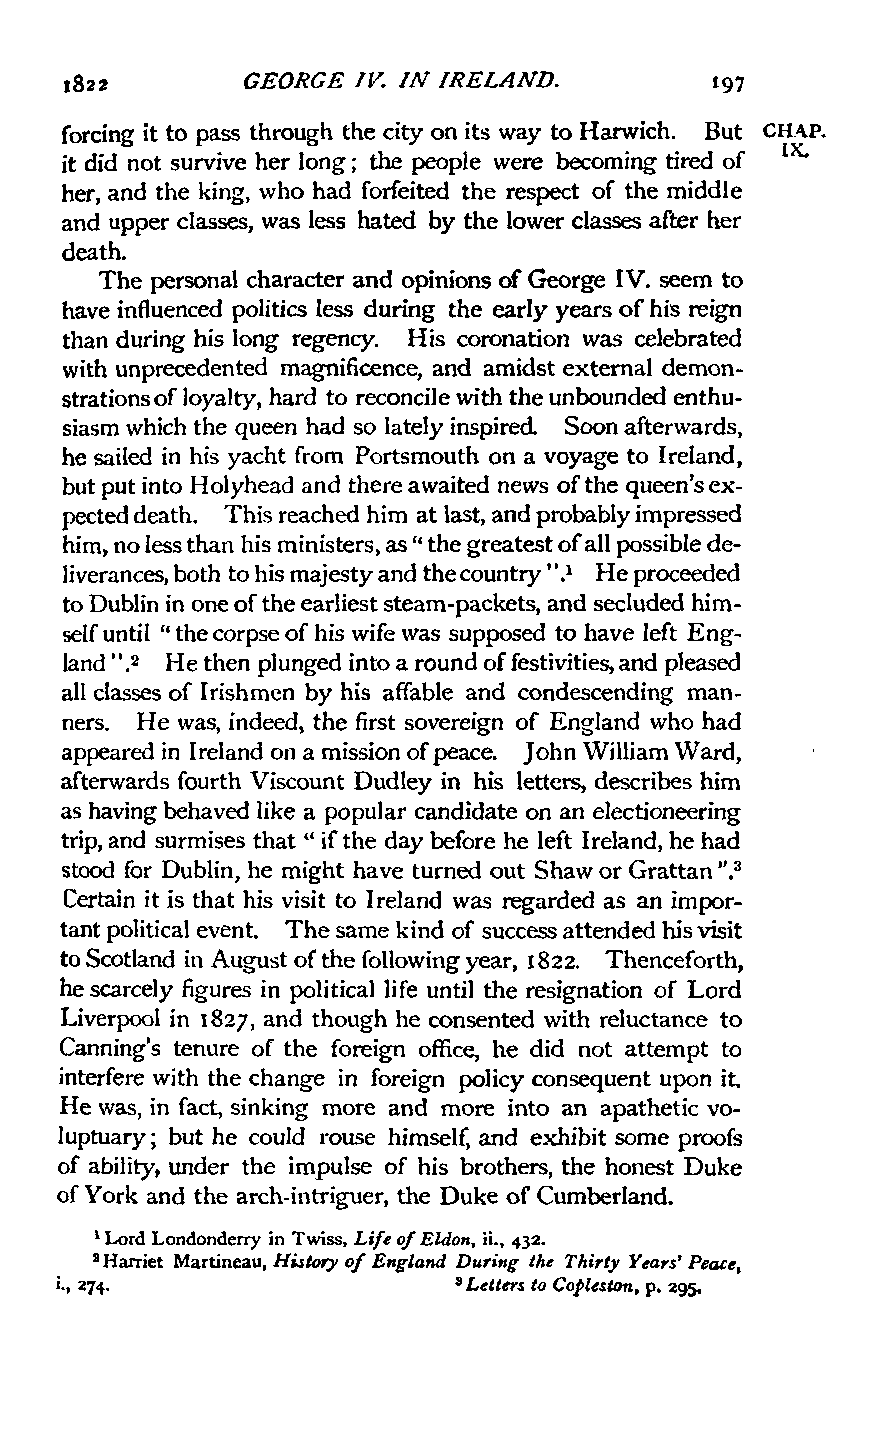 1822 GEORGE IV. IN IRELAND. 197
forcing it to pass through the city on its way to Harwich. But CHAP.
it did not survive her long; the people were becoming tired of IX.
her, and the king, who had forfeited the respect of the middle
and upper classes, was less hated by the lower classes after her
death.
The personal character and opinions of George IV. seem to
have influenced politics less during the early years of his reign
than during his long regency. His coronation was celebrated
with unprecedented magnificence, and amidst external demon-
strations of loyalty, hard to reconcile with the unbounded enthu-
siasm which the queen had so lately inspired. Soon afterwards,
he sailed in his yacht from Portsmouth on a voyage to Ireland,
but put into Holyhead and there awaited news of the queen's ex-
pected death. This reached him at last, and probably impressed
him, no less than his ministers, as "the greatest of all possible de-
liverances, both to his majesty and the country".¹ He proceeded
to Dublin in one of the earliest steam-packets, and secluded him-
self until "the corpse of his wife was supposed to have left Eng-
land".² He then plunged into a round of festivities, and pleased
all classes of Irishmen by his affable and condescending man-
ners. He was, indeed, the first sovereign of England who had
appeared in Ireland on a mission of peace. John William Ward,
afterwards fourth Viscount Dudley in his letters, describes him
as having behaved like a popular candidate on an electioneering
trip, and surmises that "if the day before he left Ireland, he had
stood for Dublin, he might have turned out Shaw or Grattan".³
Certain it is that his visit to Ireland was regarded as an impor-
tant political event. The same kind of success attended his visit
to Scotland in August of the following year, 1822. Thenceforth,
he scarcely figures in political life until the resignation of Lord
Liverpool in 1827, and though he consented with reluctance to
Canning's tenure of the foreign office, he did not attempt to
interfere with the change in foreign policy consequent upon it.
He was, in fact, sinking more and more into an apathetic vo-
luptuary; but he could rouse himself, and exhibit some proofs
of ability, under the impulse of his brothers, the honest Duke
of York and the arch-intriguer, the Duke of Cumberland.
¹ Lord Londonderry in Twiss, Life of Eldon, ii., 432.
² Harriet Martineau, History of England During the Thirty Years' Peace,
i., 274. ³ Letters to Copleston, p. 295.